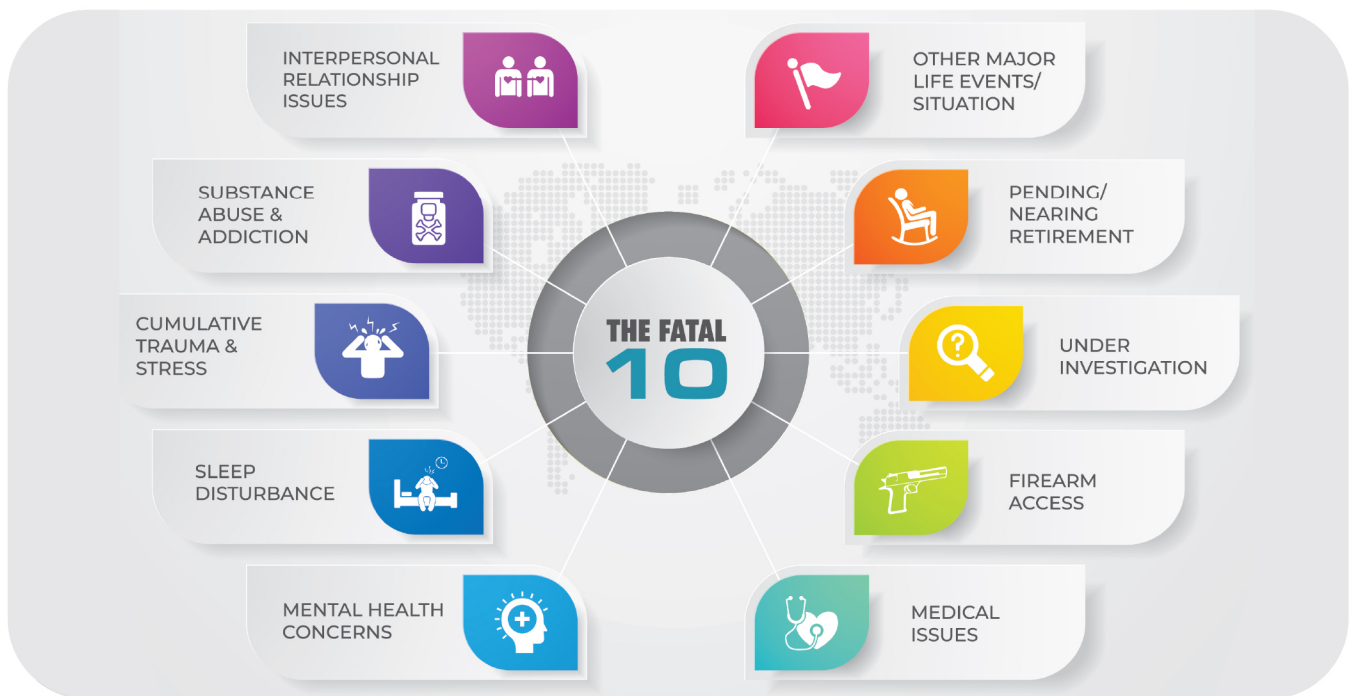 INTERPERSONAL
RELATIONSHIP
ISSUES
SUBSTANCE
ABUSE &
ADDICTION
CUMULATIVE
TRAUMA &
STRESS
SLEEP
DISTURBANCE
MENTAL HEALTH
CONCERNS
THE FATAL
10
OTHER MAJOR
LIFE EVENTS/
SITUATION
PENDING/
NEARING
RETIREMENT
?
UNDER
INVESTIGATION
FIREARM
ACCESS
MEDICAL
ISSUES